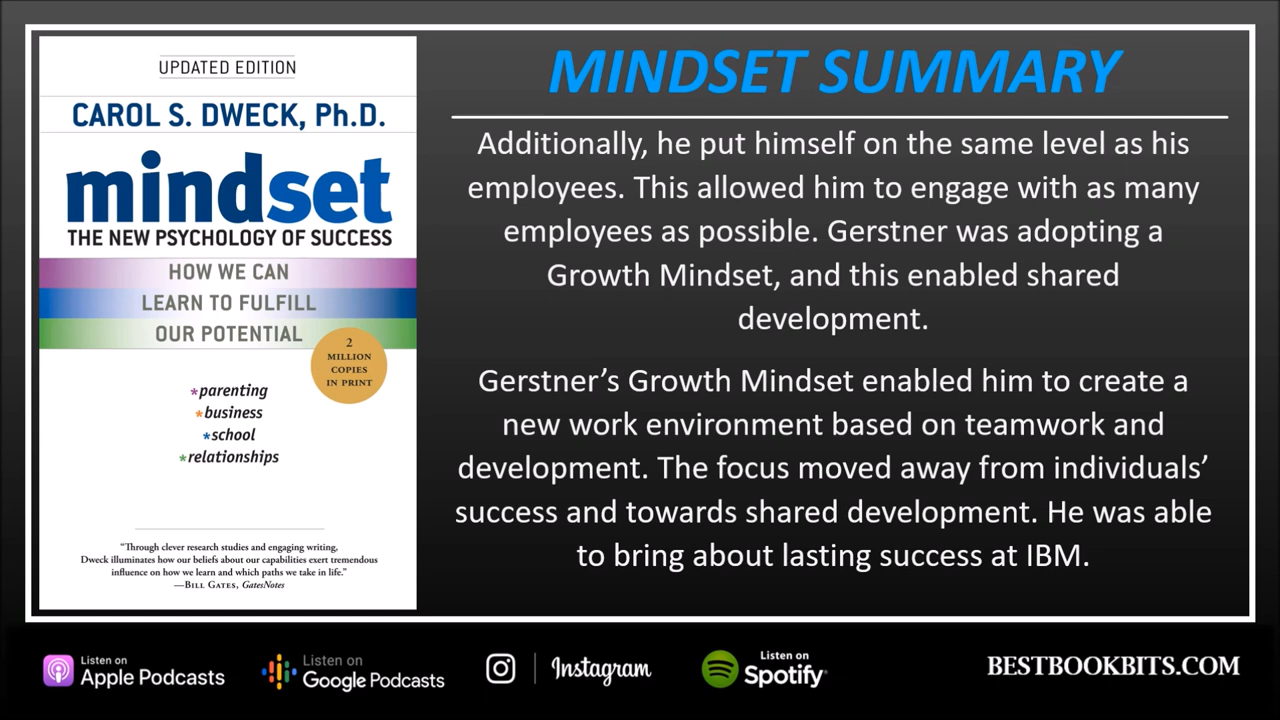 UPDATED EDITION
CAROL S. DWECK, Ph.D.
mindset
THE NEW PSYCHOLOGY OF SUCCESS
HOW WE CAN
LEARN TO FULFILL
OUR POTENTIAL
2
MILLION
COPIES
IN PRINT
*parenting
*business
*school
*relationships
“Through clever research studies and engaging writing,
Dweck illuminates how our beliefs about our capabilities exert tremendous
influence on how we learn and which paths we take in life.”
—BILL GATES, GatesNotes
MINDSET SUMMARY
Additionally, he put himself on the same level as his
employees. This allowed him to engage with as many
employees as possible. Gerstner was adopting a
Growth Mindset, and this enabled shared
development.
Gerstner’s Growth Mindset enabled him to create a
new work environment based on teamwork and
development. The focus moved away from individuals’
success and towards shared development. He was able
to bring about lasting success at IBM.
Listen on
Apple Podcasts
Listen on
Google Podcasts
Instagram
Listen on
Spotify
BESTBOOKBITS.COM